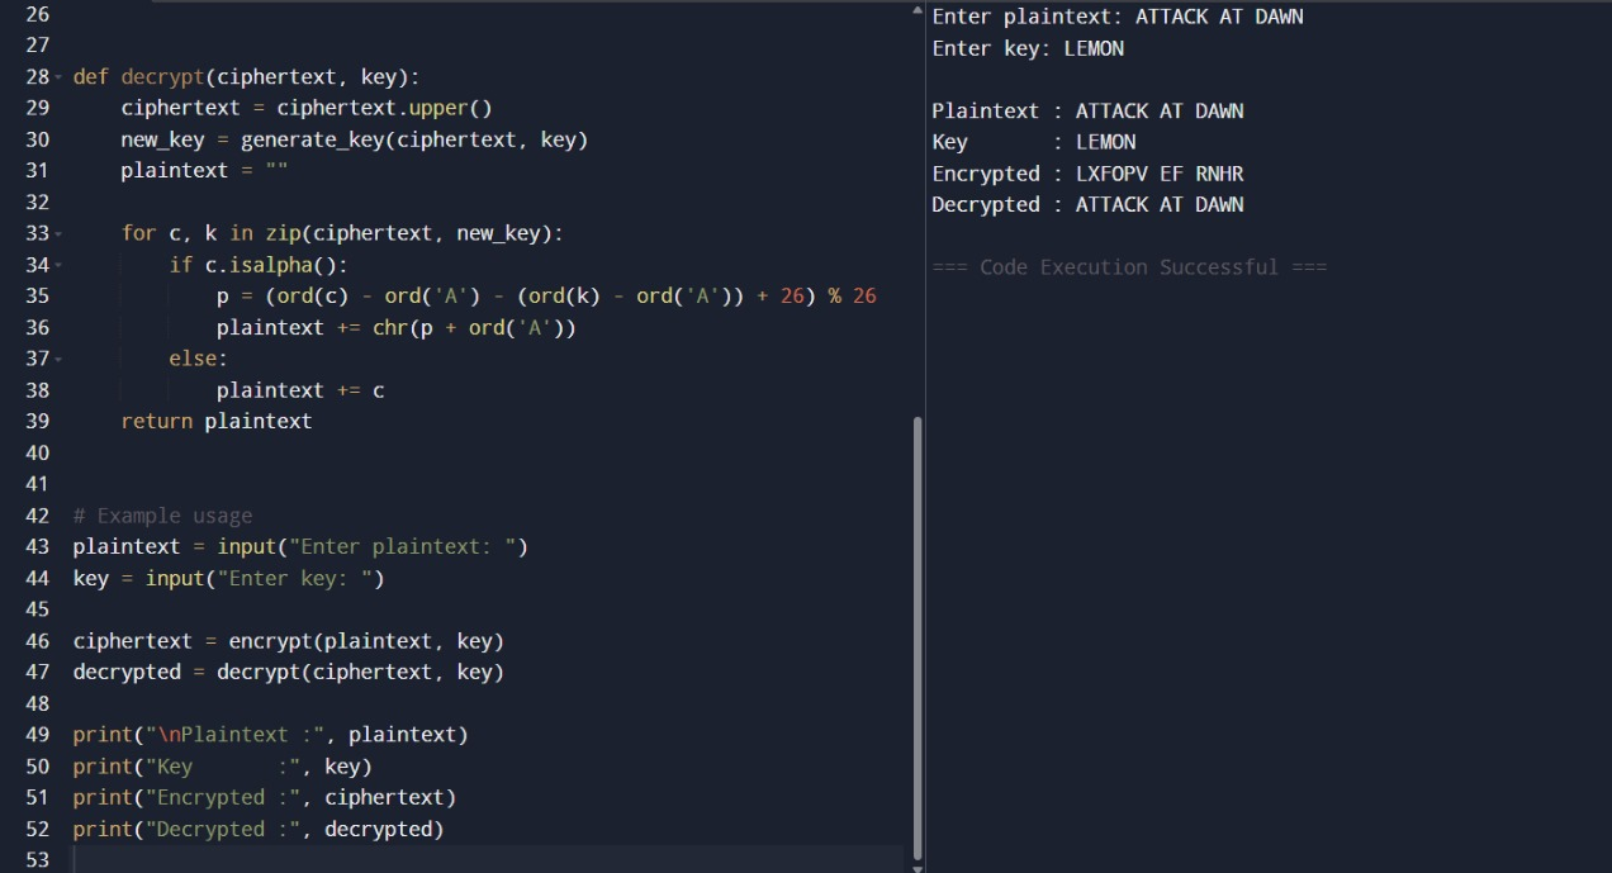 26
27
28 def decrypt(ciphertext, key):
29     ciphertext = ciphertext.upper()
30     new_key = generate_key(ciphertext, key)
31     plaintext = ""
32
33     for c, k in zip(ciphertext, new_key):
34         if c.isalpha():
35             p = (ord(c) - ord('A') - (ord(k) - ord('A')) + 26) % 26
36             plaintext += chr(p + ord('A'))
37         else:
38             plaintext += c
39     return plaintext
40
41
42 # Example usage
43 plaintext = input("Enter plaintext: ")
44 key = input("Enter key: ")
45
46 ciphertext = encrypt(plaintext, key)
47 decrypted = decrypt(ciphertext, key)
48
49 print("\nPlaintext :", plaintext)
50 print("Key       :", key)
51 print("Encrypted :", ciphertext)
52 print("Decrypted :", decrypted)
53
Enter plaintext: ATTACK AT DAWN
Enter key: LEMON

Plaintext : ATTACK AT DAWN
Key       : LEMON
Encrypted : LXFOPV EF RNHR
Decrypted : ATTACK AT DAWN

=== Code Execution Successful ===